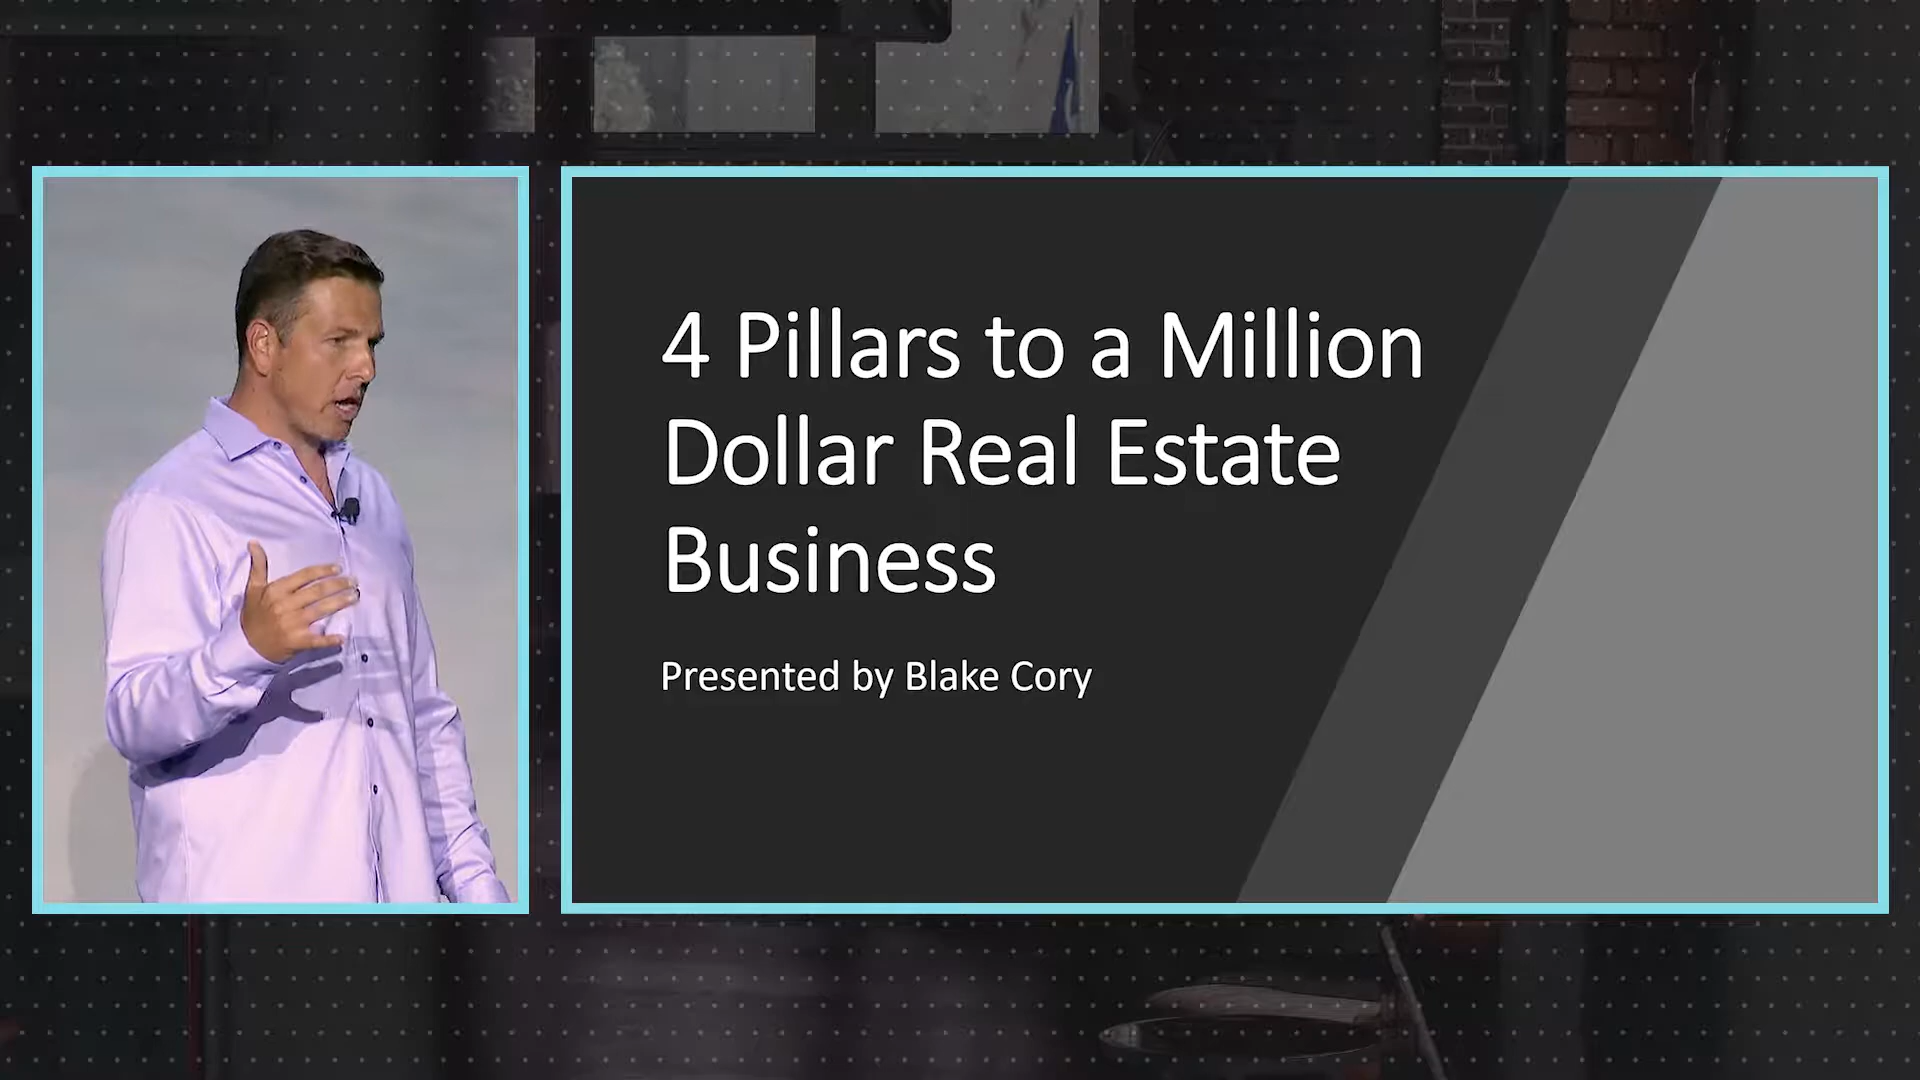 4 Pillars to a Million
Dollar Real Estate
Business
Presented by Blake Cory